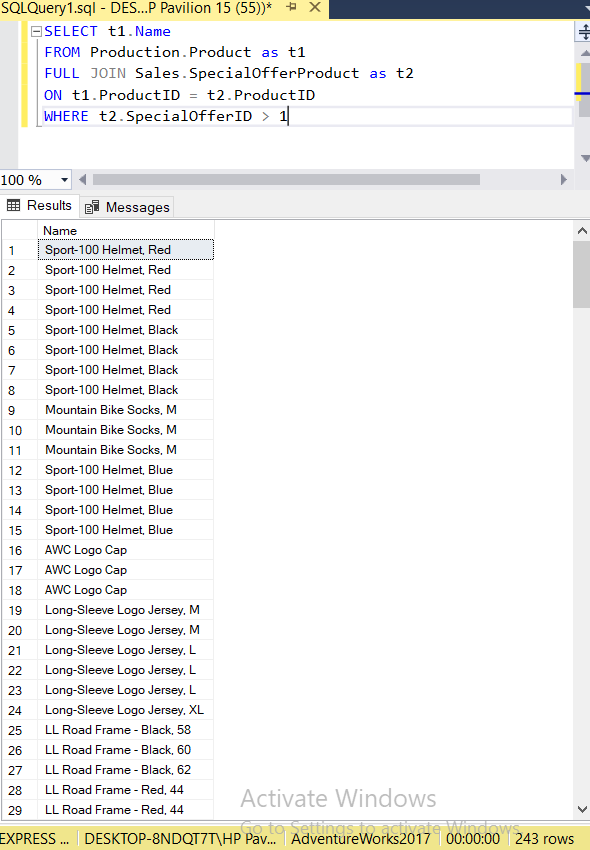 SQLQuery1.sql - DES...P Pavilion 15 (55))*
SELECT t1.Name
FROM Production.Product as t1
FULL JOIN Sales.SpecialOfferProduct as t2
ON t1.ProductID = t2.ProductID
WHERE t2.SpecialOfferID > 1
100 %
Results Messages
Name
1 Sport-100 Helmet, Red
2 Sport-100 Helmet, Red
3 Sport-100 Helmet, Red
4 Sport-100 Helmet, Red
5 Sport-100 Helmet, Black
6 Sport-100 Helmet, Black
7 Sport-100 Helmet, Black
8 Sport-100 Helmet, Black
9 Mountain Bike Socks, M
10 Mountain Bike Socks, M
11 Mountain Bike Socks, M
12 Sport-100 Helmet, Blue
13 Sport-100 Helmet, Blue
14 Sport-100 Helmet, Blue
15 Sport-100 Helmet, Blue
16 AWC Logo Cap
17 AWC Logo Cap
18 AWC Logo Cap
19 Long-Sleeve Logo Jersey, M
20 Long-Sleeve Logo Jersey, M
21 Long-Sleeve Logo Jersey, L
22 Long-Sleeve Logo Jersey, L
23 Long-Sleeve Logo Jersey, L
24 Long-Sleeve Logo Jersey, XL
25 LL Road Frame - Black, 58
26 LL Road Frame - Black, 60
27 LL Road Frame - Black, 62
28 LL Road Frame - Red, 44
29 LL Road Frame - Red, 44
Activate Windows
Go to Settings to activate Windows.
EXPRESS ... DESKTOP-8NDQT7T\HP Pav... AdventureWorks2017 00:00:00 243 rows